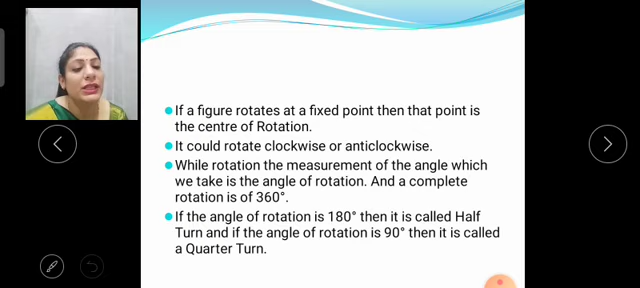 If a figure rotates at a fixed point then that point is
the centre of Rotation.
It could rotate clockwise or anticlockwise.
While rotation the measurement of the angle which
we take is the angle of rotation. And a complete
rotation is of 360°.
If the angle of rotation is 180° then it is called Half
Turn and if the angle of rotation is 90° then it is called
a Quarter Turn.